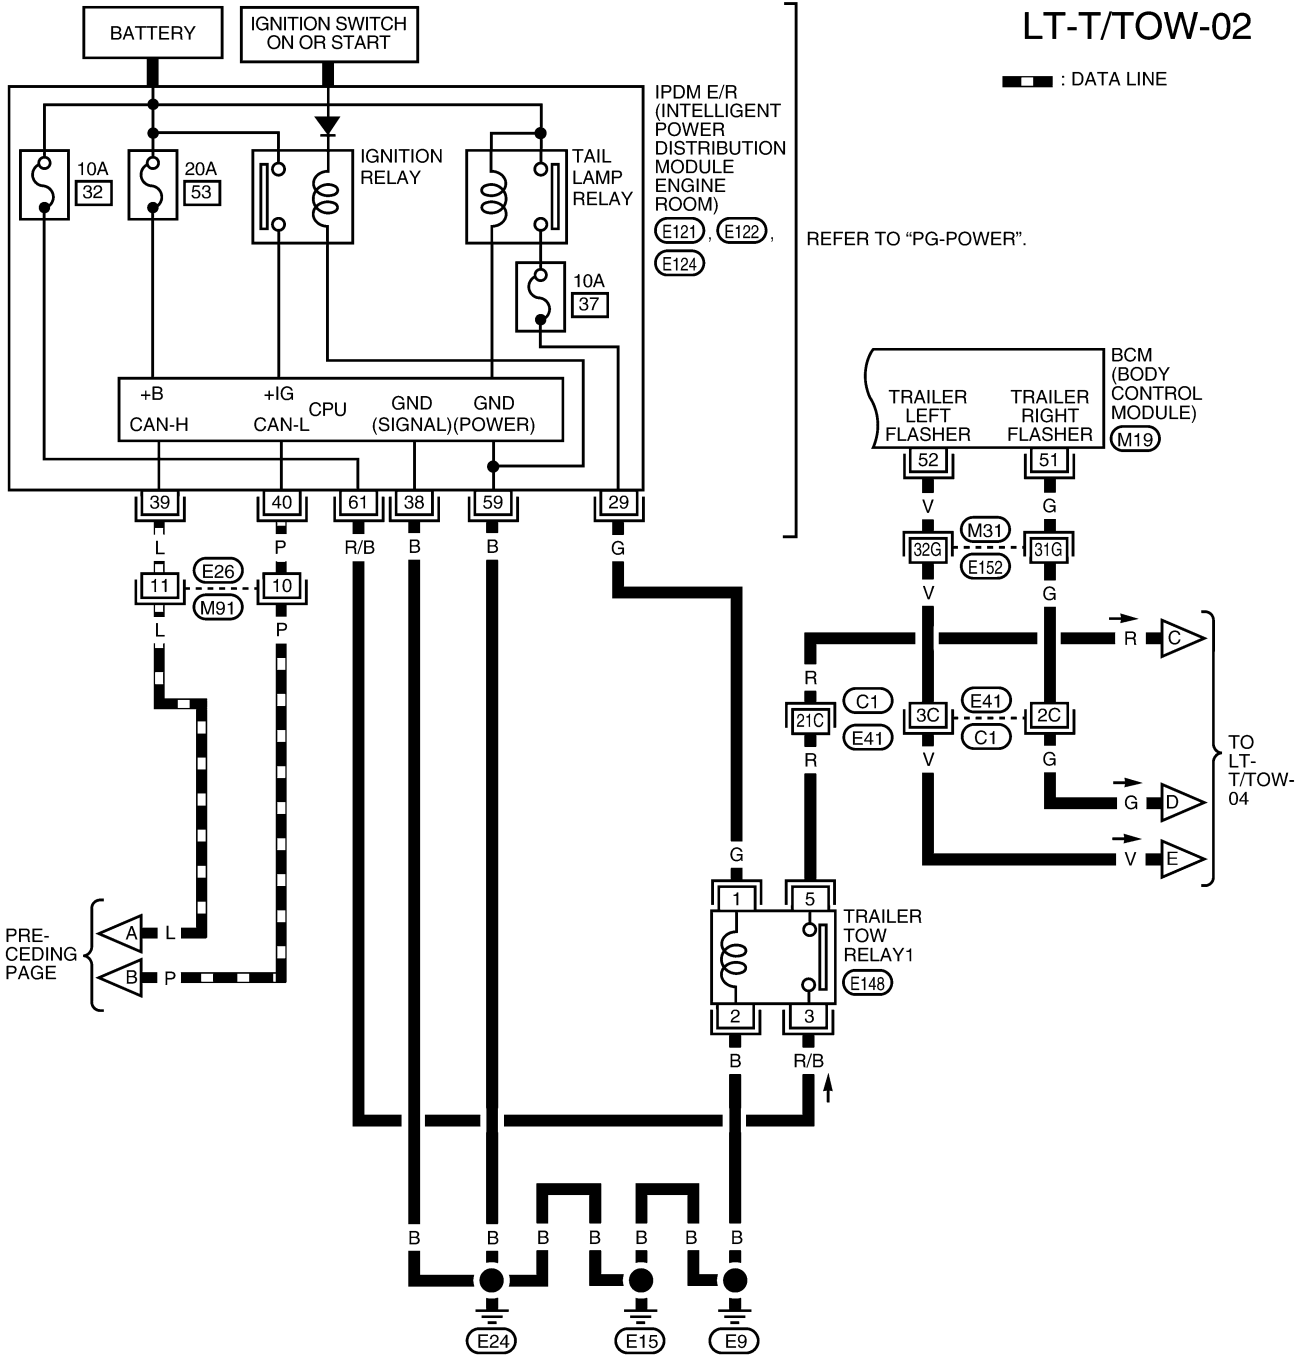 LT-T/TOW-02
: DATA LINE
BATTERY
IGNITION SWITCH
ON OR START
IPDM E/R
(INTELLIGENT
POWER
DISTRIBUTION
MODULE
ENGINE
ROOM)
E121 , E122 ,
E124
REFER TO “PG-POWER”.
10A
32
20A
53
IGNITION
RELAY
TAIL
LAMP
RELAY
10A
37
+B
+IG
CPU
CAN-H
CAN-L
GND
(SIGNAL)
GND
(POWER)
39
40
61
38
59
29
L
P
R/B
B
B
G
11
E26
M91
10
L
P
BCM
(BODY
CONTROL
MODULE)
M19
TRAILER
LEFT
FLASHER
TRAILER
RIGHT
FLASHER
52
51
V
G
32G
M31
E152
31G
V
G
R
C
R
21C
C1
E41
3C
E41
C1
2C
R
V
G
G
D
V
E
TO
LT-
T/TOW-
04
G
1
5
TRAILER
TOW
RELAY1
E148
2
3
B
R/B
PRE-
CEDING
PAGE
A
L
B
P
B
B
B
B
B
B
B
E24
E15
E9